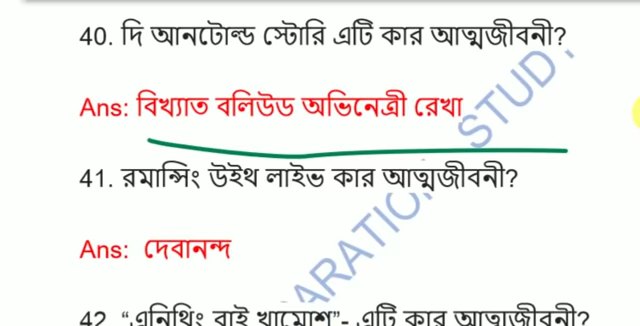 40. দি আনটোল্ড স্টোরি এটি কার আত্মজীবনী?
Ans: বিখ্যাত বলিউড অভিনেত্রী রেখা
41. রমান্সিং উইথ লাইভ কার আত্মজীবনী?
Ans: দেবানন্দ
42. “এনিথিং বাই খামোশ”- এটি কার আত্মজীবনী?